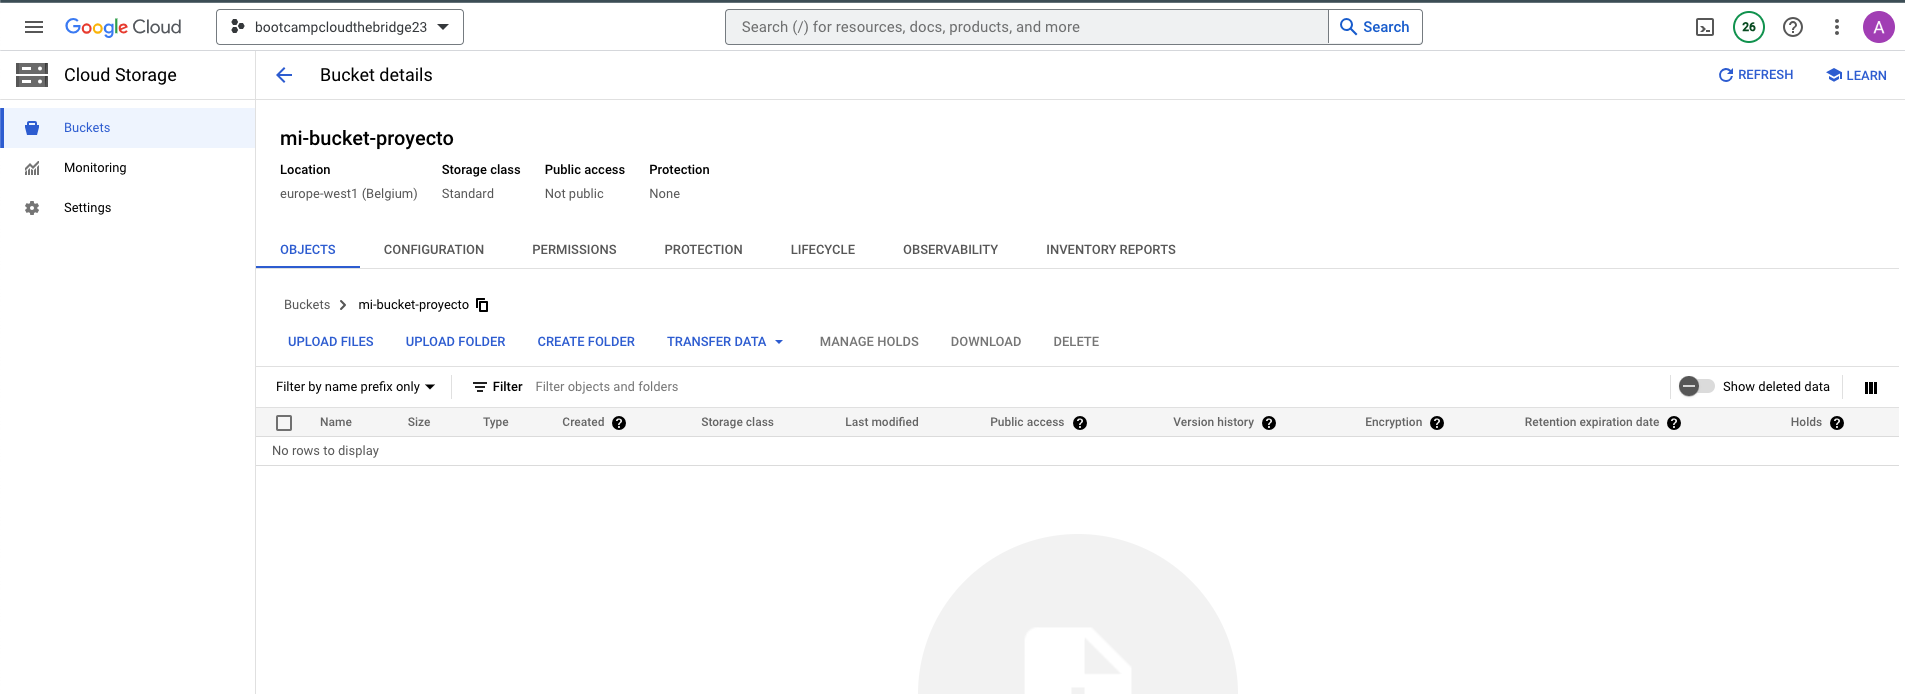 Google Cloud
bootcampcloudthebridge23
Search (/) for resources, docs, products, and more
Search
26
A
Cloud Storage
Bucket details
REFRESH
LEARN
Buckets
Monitoring
Settings
mi-bucket-proyecto
Location Storage class Public access Protection
europe-west1 (Belgium) Standard Not public None
OBJECTS CONFIGURATION PERMISSIONS PROTECTION LIFECYCLE OBSERVABILITY INVENTORY REPORTS
Buckets mi-bucket-proyecto
UPLOAD FILES UPLOAD FOLDER CREATE FOLDER TRANSFER DATA MANAGE HOLDS DOWNLOAD DELETE
Filter by name prefix only Filter Filter objects and folders Show deleted data
Name Size Type Created Storage class Last modified Public access Version history Encryption Retention expiration date Holds
No rows to display